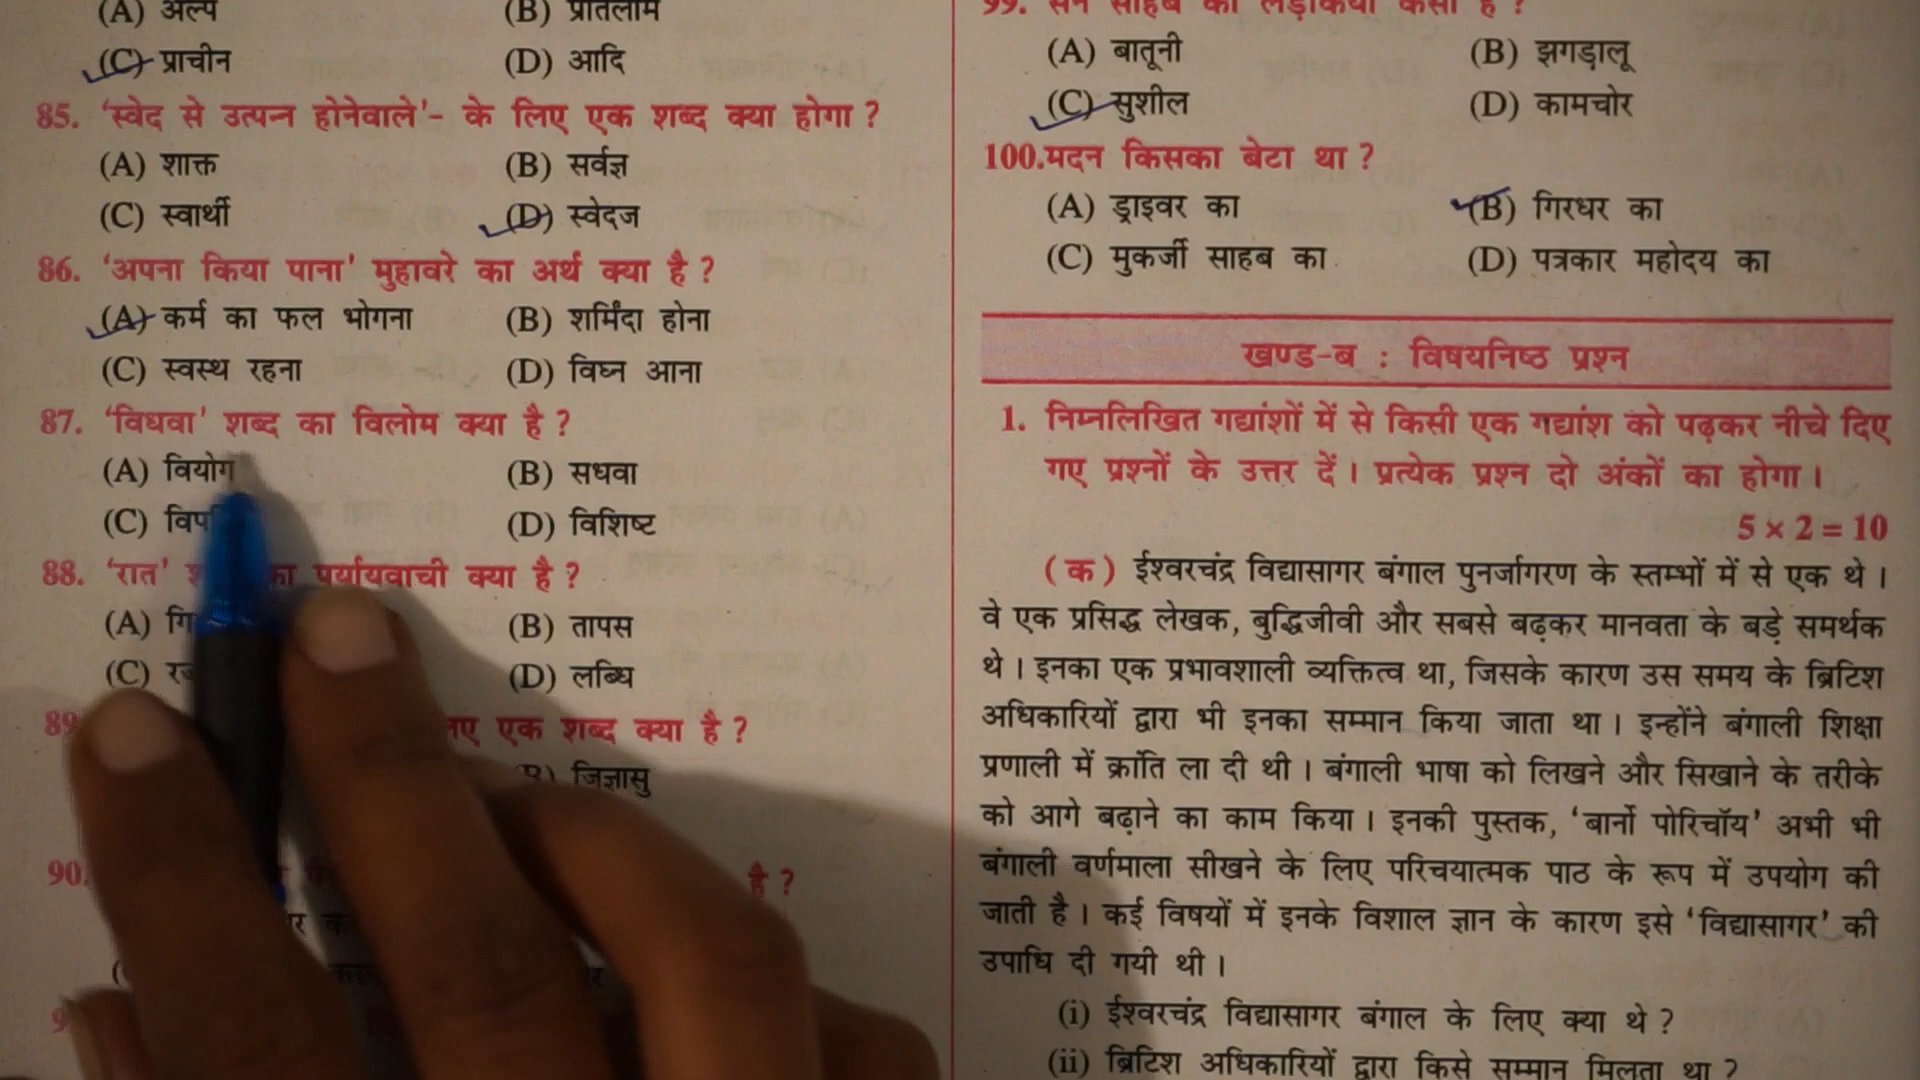 (A) अल्प (B) प्रतिलोम
(C) प्राचीन (D) आदि
85. ‘स्वेद से उत्पन्न होनेवाले’- के लिए एक शब्द क्या होगा ?
(A) शाक्त (B) सर्वज्ञ
(C) स्वार्थी (D) स्वेदज
86. ‘अपना किया पाना’ मुहावरे का अर्थ क्या है ?
(A) कर्म का फल भोगना (B) शर्मिंदा होना
(C) स्वस्थ रहना (D) विघ्न आना
87. ‘विधवा’ शब्द का विलोम क्या है ?
(A) वियोग (B) सधवा
(C) (D) विशिष्ट
88. ‘रात’ का पर्यायवाची क्या है ?
(A) (B) तापस
(C) (D) लब्धि
89 एक शब्द क्या है ?
(B) जिज्ञासु
90. है ?
99. सेन साहब की लड़कियाँ कैसी हैं ?
(A) बातूनी (B) झगड़ालू
(C) सुशील (D) कामचोर
100.मदन किसका बेटा था ?
(A) ड्राइवर का (B) गिरधर का
(C) मुकर्जी साहब का (D) पत्रकार महोदय का
खण्ड-ब : विषयनिष्ठ प्रश्न
1. निम्नलिखित गद्यांशों में से किसी एक गद्यांश को पढ़कर नीचे दिए
गए प्रश्नों के उत्तर दें । प्रत्येक प्रश्न दो अंकों का होगा ।
5 × 2 = 10
(क) ईश्वरचंद्र विद्यासागर बंगाल पुनर्जागरण के स्तम्भों में से एक थे ।
वे एक प्रसिद्ध लेखक, बुद्धिजीवी और सबसे बढ़कर मानवता के बड़े समर्थक
थे । इनका एक प्रभावशाली व्यक्तित्व था, जिसके कारण उस समय के ब्रिटिश
अधिकारियों द्वारा भी इनका सम्मान किया जाता था । इन्होंने बंगाली शिक्षा
प्रणाली में क्रांति ला दी थी । बंगाली भाषा को लिखने और सिखाने के तरीके
को आगे बढ़ाने का काम किया । इनकी पुस्तक, ‘बार्नो पोरिचॉय’ अभी भी
बंगाली वर्णमाला सीखने के लिए परिचयात्मक पाठ के रूप में उपयोग की
जाती है । कई विषयों में इनके विशाल ज्ञान के कारण इसे ‘विद्यासागर’ की
उपाधि दी गयी थी ।
(i) ईश्वरचंद्र विद्यासागर बंगाल के लिए क्या थे ?
(ii) ब्रिटिश अधिकारियों द्वारा किसे सम्मान मिलता था ?